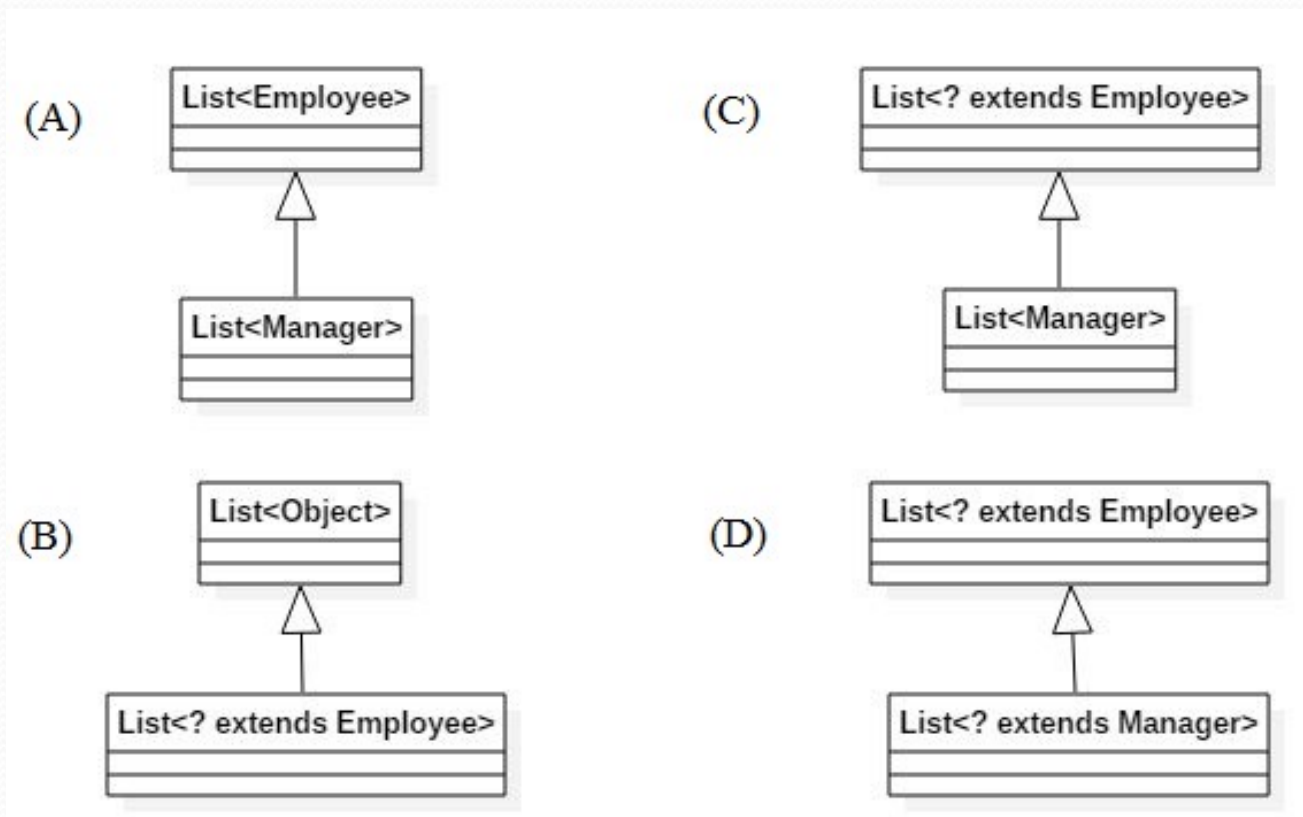 (A)
List<Employee>
List<Manager>
(B)
List<Object>
List<? extends Employee>
(C)
List<? extends Employee>
List<Manager>
(D)
List<? extends Employee>
List<? extends Manager>